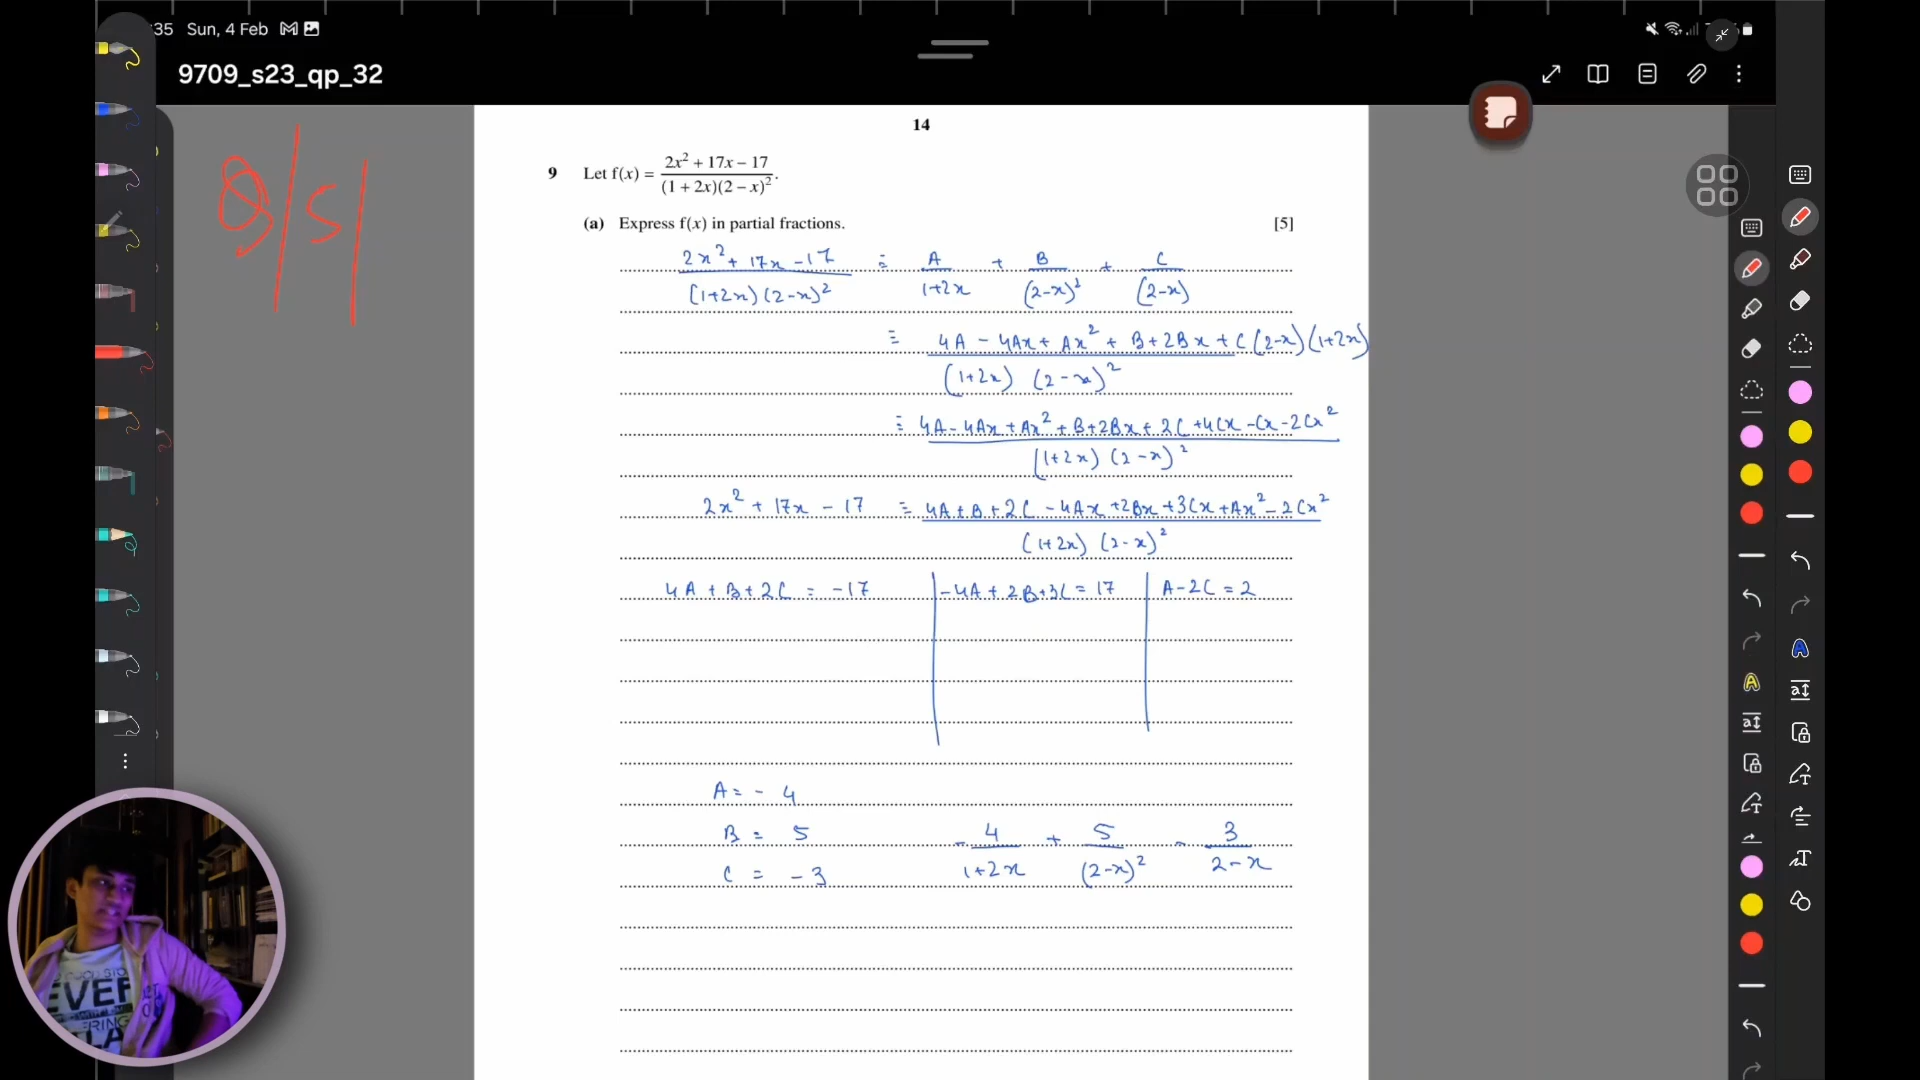 35 Sun, 4 Feb
9709_s23_qp_32
14
9 Let f(x) = (2x² + 17x − 17) / ((1 + 2x)(2 − x)²).
(a) Express f(x) in partial fractions. [5]
(2x² + 17x − 17) / ((1+2x)(2−x)²) ≡ A/(1+2x) + B/(2−x)² + C/(2−x)
≡ (4A − 4Ax + Ax² + B + 2Bx + C(2−x)(1+2x)) / ((1+2x)(2−x)²)
≡ (4A − 4Ax + Ax² + B + 2Bx + 2C + 4Cx − Cx − 2Cx²) / ((1+2x)(2−x)²)
2x² + 17x − 17 ≡ (4A + B + 2C − 4Ax + 2Bx + 3Cx + Ax² − 2Cx²) / ((1+2x)(2−x)²)
4A + B + 2C = −17 | −4A + 2B + 3C = 17 | A − 2C = 2
A = − 4
B = 5
C = − 3
− 4/(1+2x) + 5/(2−x)² − 3/(2−x)
EVER